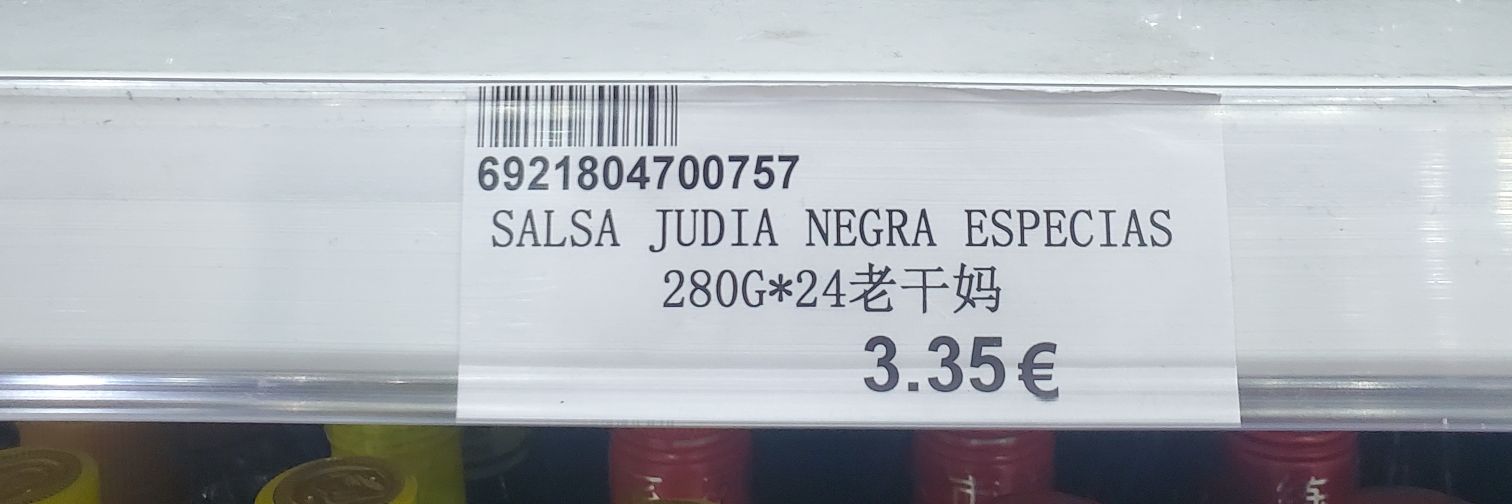 6921804700757
SALSA JUDIA NEGRA ESPECIAS
280G*24老干妈
3.35€